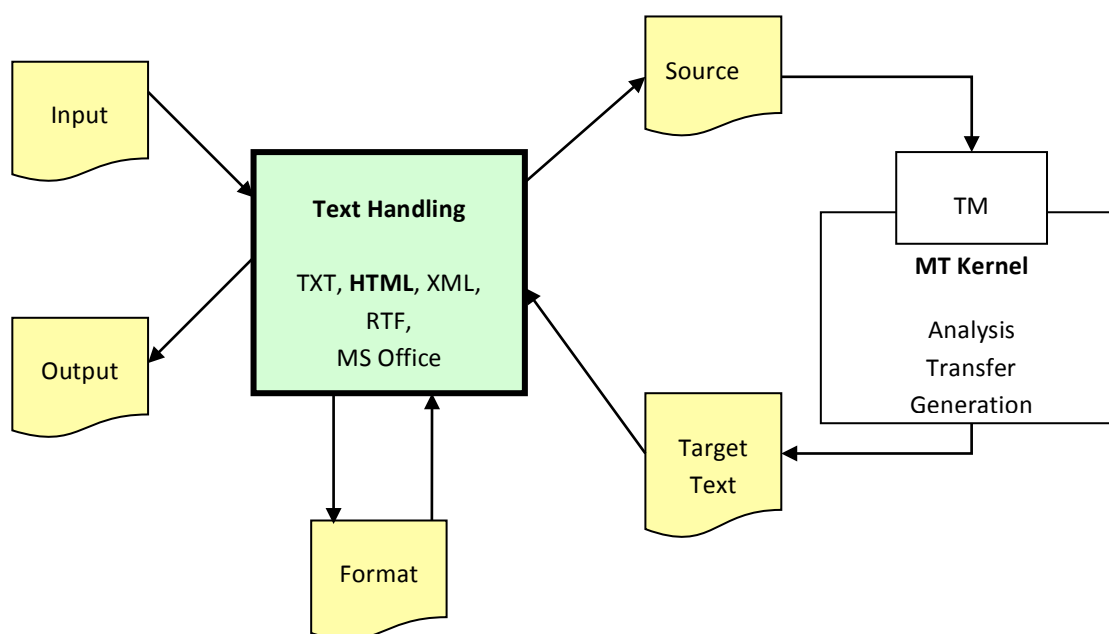 Input
Source
Text Handling
TXT, HTML, XML,
RTF,
MS Office
TM
MT Kernel
Analysis
Transfer
Generation
Output
Target
Text
Format